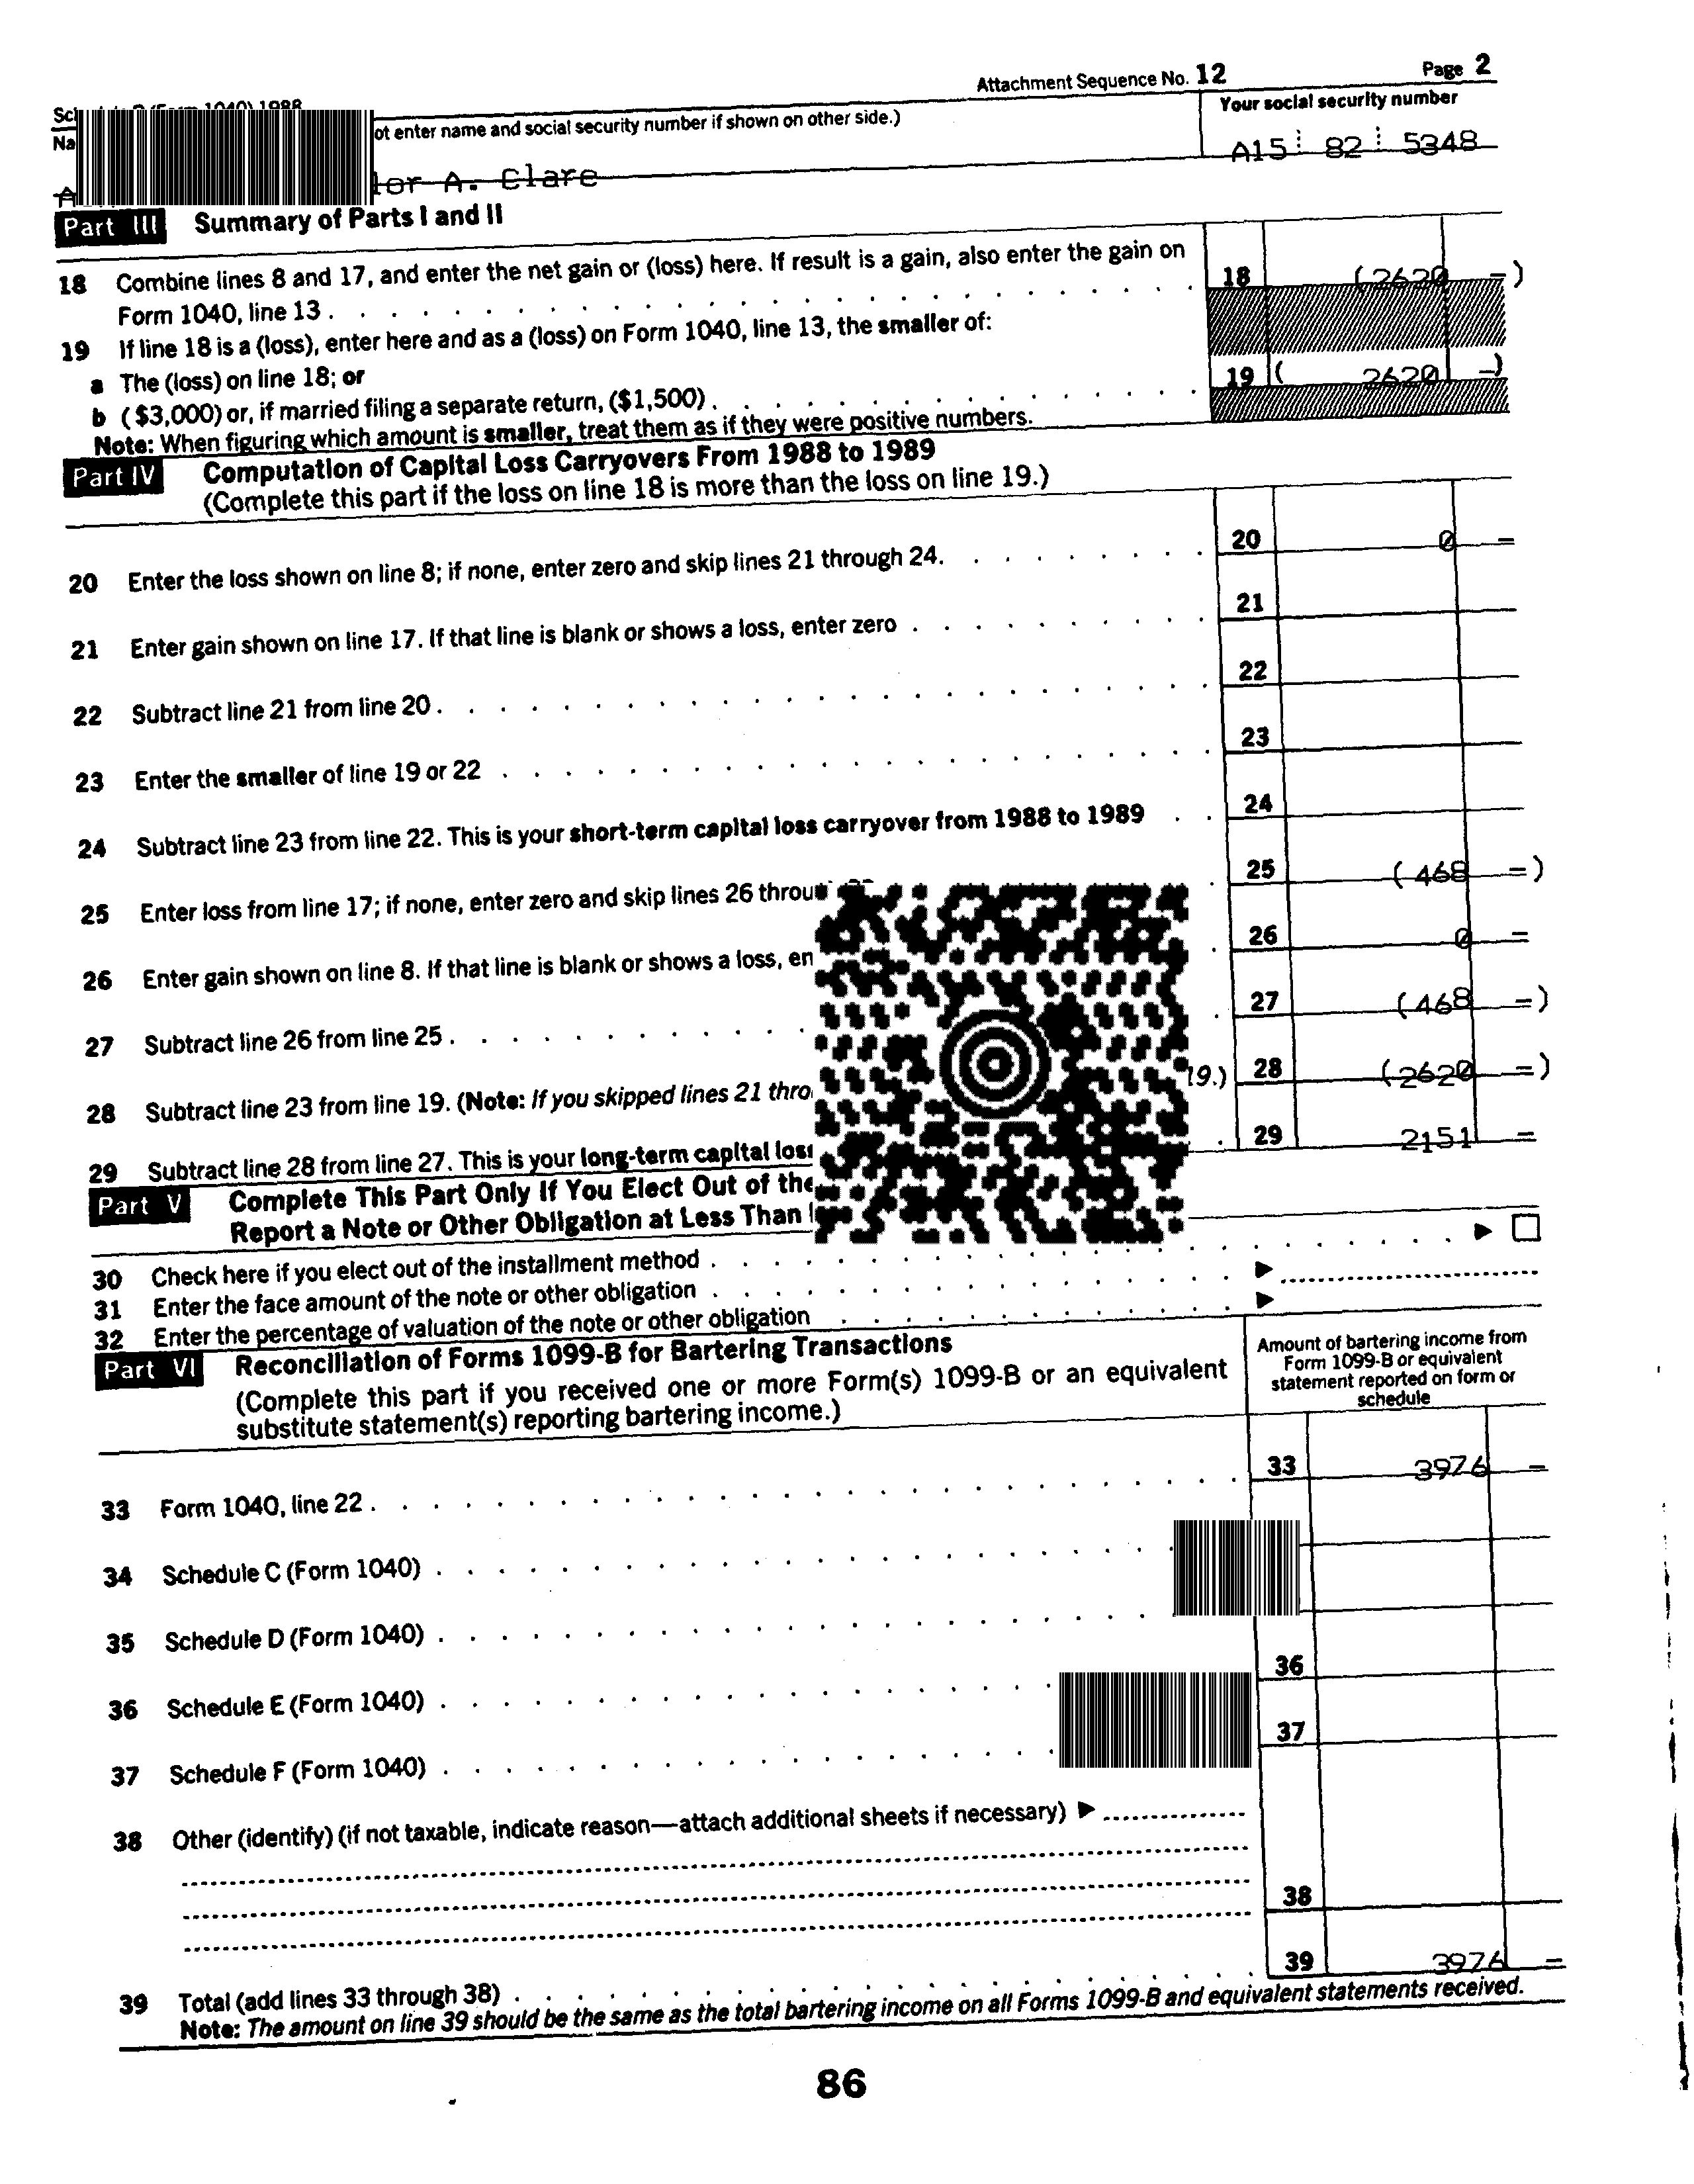 Attachment Sequence No. 12 Page 2
1988
ot enter name and social security number if shown on other side.) Your social security number
A. Clare A15 82 5348
Part III Summary of Parts I and II
18 Combine lines 8 and 17, and enter the net gain or (loss) here. If result is a gain, also enter the gain on
Form 1040, line 13 . 18 (2620 -)
19 If line 18 is a (loss), enter here and as a (loss) on Form 1040, line 13, the smaller of:
a The (loss) on line 18; or
b ($3,000) or, if married filing a separate return, ($1,500) . 19 ( 2620 -)
Note: When figuring which amount is smaller, treat them as if they were positive numbers.
Part IV Computation of Capital Loss Carryovers From 1988 to 1989
(Complete this part if the loss on line 18 is more than the loss on line 19.)
20 Enter the loss shown on line 8; if none, enter zero and skip lines 21 through 24. 20 0 -
21 Enter gain shown on line 17. If that line is blank or shows a loss, enter zero . 21
22 Subtract line 21 from line 20 . 22
23 Enter the smaller of line 19 or 22 . 23
24 Subtract line 23 from line 22. This is your short-term capital loss carryover from 1988 to 1989 . 24
25 Enter loss from line 17; if none, enter zero and skip lines 26 25 (468 -)
26 Enter gain shown on line 8. If that line is blank or shows a loss, en 26 0 -
27 Subtract line 26 from line 25 . 27 (468 -)
28 Subtract line 23 from line 19. (Note: If you skipped lines 21 19.) 28 (2620 -)
29 Subtract line 28 from line 27. This is your long-term capital 29 2151 -
Part V Complete This Part Only If You Elect Out of the
Report a Note or Other Obligation at Less Than
30 Check here if you elect out of the installment method . ▶ ☐
31 Enter the face amount of the note or other obligation . ▶
32 Enter the percentage of valuation of the note or other obligation . ▶
Part VI Reconciliation of Forms 1099-B for Bartering Transactions
(Complete this part if you received one or more Form(s) 1099-B or an equivalent
substitute statement(s) reporting bartering income.)
Amount of bartering income from
Form 1099-B or equivalent
statement reported on form or
schedule
33 Form 1040, line 22 . 33 3976 -
34 Schedule C (Form 1040) .
35 Schedule D (Form 1040) .
36 Schedule E (Form 1040) . 36
37 Schedule F (Form 1040) . 37
38 Other (identify) (if not taxable, indicate reason—attach additional sheets if necessary) ▶ 38
39 Total (add lines 33 through 38) . 39 3976 -
Note: The amount on line 39 should be the same as the total bartering income on all Forms 1099-B and equivalent statements received.
86